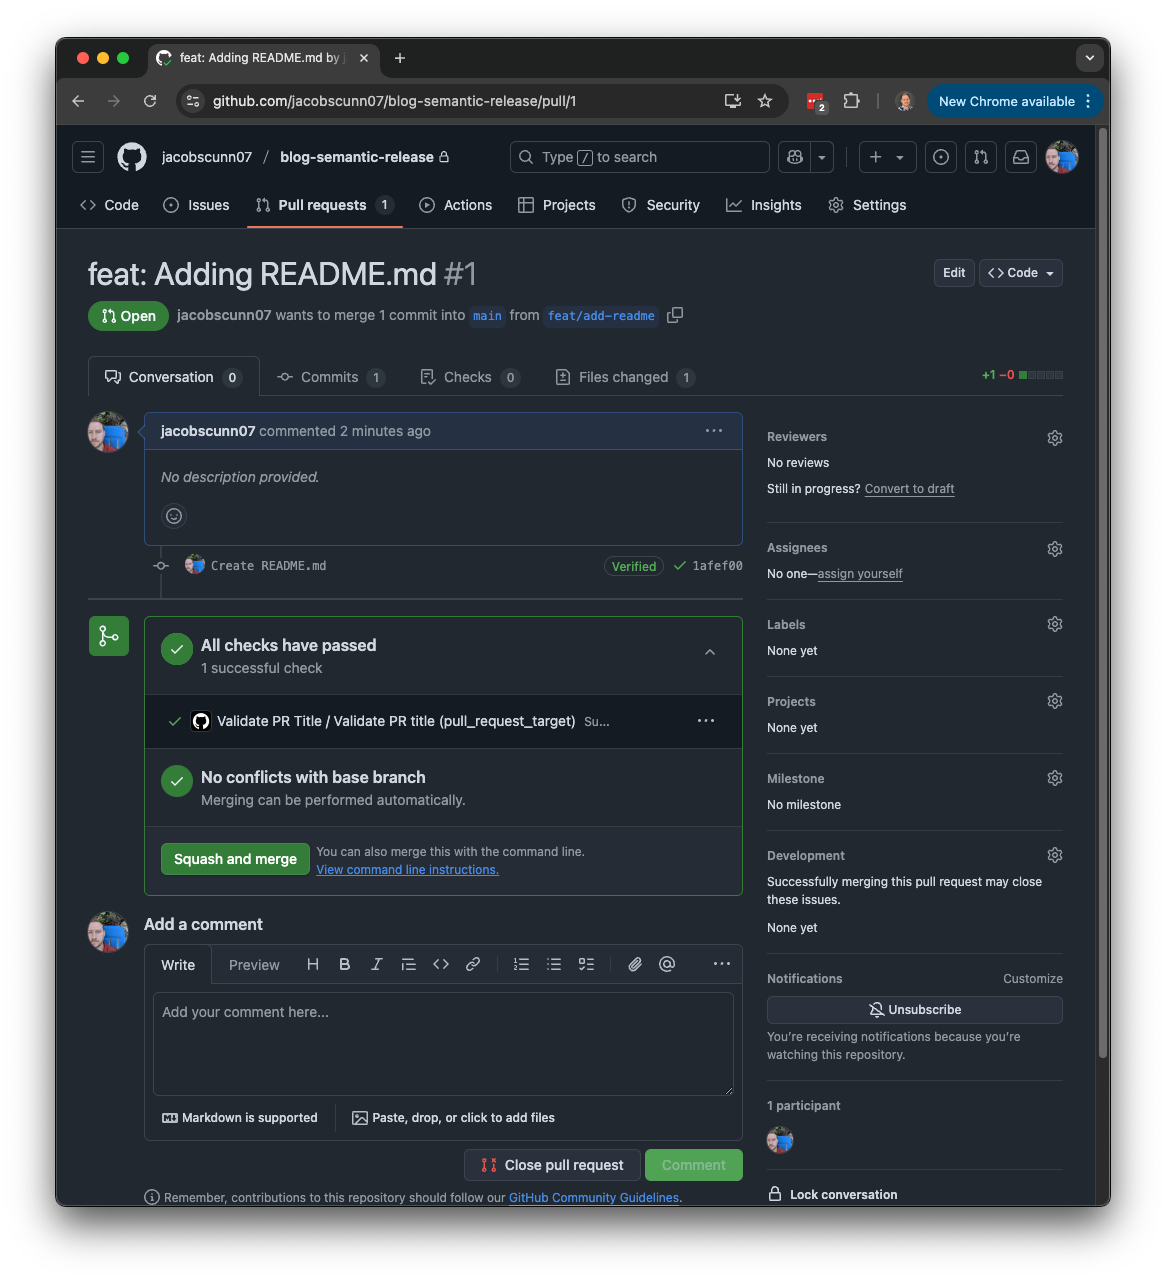 feat: Adding README.md by j
github.com/jacobscunn07/blog-semantic-release/pull/1
2
New Chrome available
jacobscunn07 / blog-semantic-release
Type / to search
Code
Issues
Pull requests 1
Actions
Projects
Security
Insights
Settings
feat: Adding README.md #1
Edit
Code
Open
jacobscunn07 wants to merge 1 commit into main from feat/add-readme
Conversation 0
Commits 1
Checks 0
Files changed 1
+1 −0
jacobscunn07 commented 2 minutes ago
No description provided.
Create README.md
Verified
1afef00
All checks have passed
1 successful check
Validate PR Title / Validate PR title (pull_request_target) Su...
No conflicts with base branch
Merging can be performed automatically.
Squash and merge
You can also merge this with the command line.
View command line instructions.
Add a comment
Write
Preview
H B I
Add your comment here...
Markdown is supported
Paste, drop, or click to add files
Close pull request
Comment
Remember, contributions to this repository should follow our GitHub Community Guidelines.
Reviewers
No reviews
Still in progress? Convert to draft
Assignees
No one—assign yourself
Labels
None yet
Projects
None yet
Milestone
No milestone
Development
Successfully merging this pull request may close
these issues.
None yet
Notifications
Customize
Unsubscribe
You're receiving notifications because you're
watching this repository.
1 participant
Lock conversation